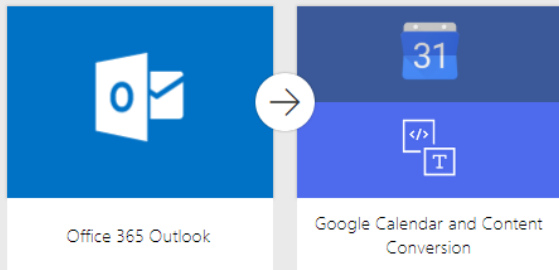 31
O
</>
T
Office 365 Outlook
Google Calendar and Content
Conversion